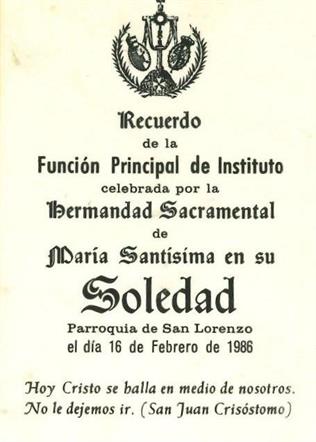 Recuerdo
de la
Función Principal de Instituto
celebrada por la
Hermandad Sacramental
de
María Santísima en su
Soledad
Parroquia de San Lorenzo
el día 16 de Febrero de 1986
Hoy Cristo se halla en medio de nosotros.
No le dejemos ir. (San Juan Crisóstomo)